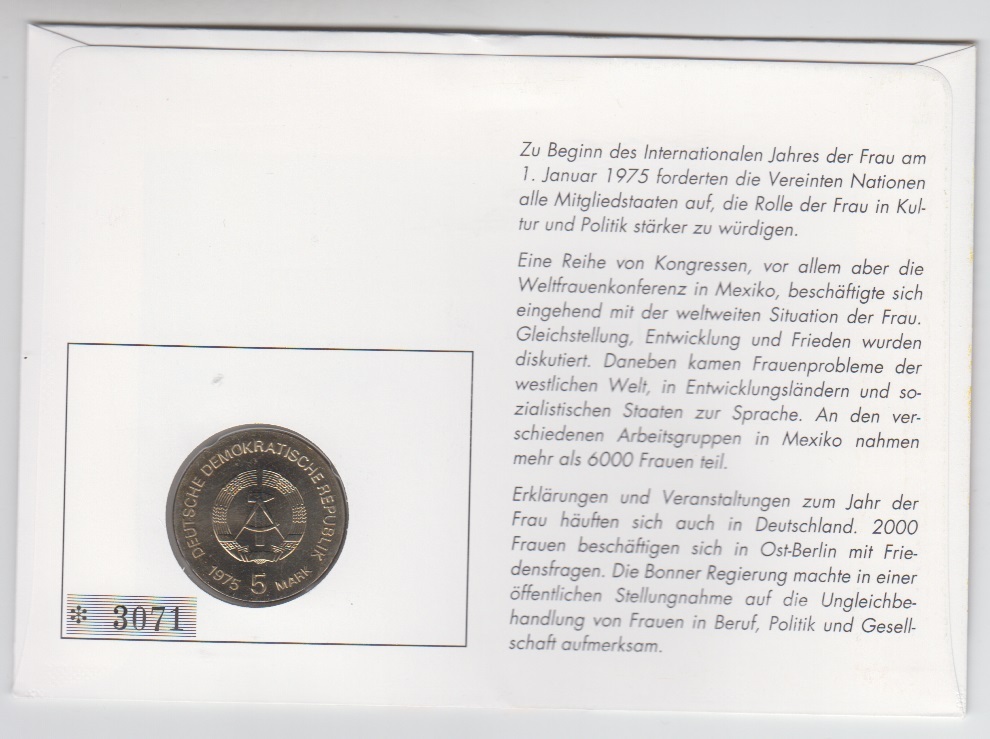 Zu Beginn des Internationalen Jahres der Frau am
1. Januar 1975 forderten die Vereinten Nationen
alle Mitgliedstaaten auf, die Rolle der Frau in Kul-
tur und Politik stärker zu würdigen.
Eine Reihe von Kongressen, vor allem aber die
Weltfrauenkonferenz in Mexiko, beschäftigte sich
eingehend mit der weltweiten Situation der Frau.
Gleichstellung, Entwicklung und Frieden wurden
diskutiert. Daneben kamen Frauenprobleme der
westlichen Welt, in Entwicklungsländern und so-
zialistischen Staaten zur Sprache. An den ver-
schiedenen Arbeitsgruppen in Mexiko nahmen
mehr als 6000 Frauen teil.
Erklärungen und Veranstaltungen zum Jahr der
Frau häuften sich auch in Deutschland. 2000
Frauen beschäftigen sich in Ost-Berlin mit Frie-
densfragen. Die Bonner Regierung machte in einer
öffentlichen Stellungnahme auf die Ungleichbe-
handlung von Frauen in Beruf, Politik und Gesell-
schaft aufmerksam.
DEUTSCHE DEMOKRATISCHE REPUBLIK
1975 5 MARK
* 3071